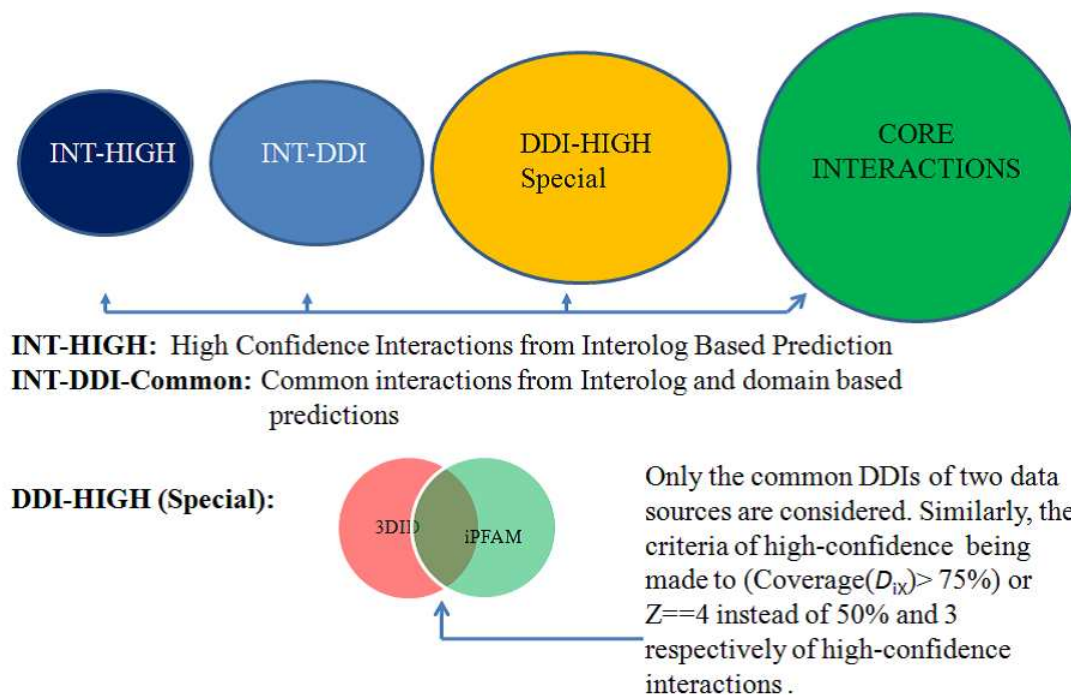 INT-HIGH
INT-DDI
DDI-HIGH
Special
CORE
INTERACTIONS
INT-HIGH: High Confidence Interactions from Interolog Based Prediction
INT-DDI-Common: Common interactions from Interolog and domain based
predictions
DDI-HIGH (Special):
3DID
iPFAM
Only the common DDIs of two data
sources are considered. Similarly, the
criteria of high-confidence being
made to (Coverage(D_iX)> 75%) or
Z==4 instead of 50% and 3
respectively of high-confidence
interactions .